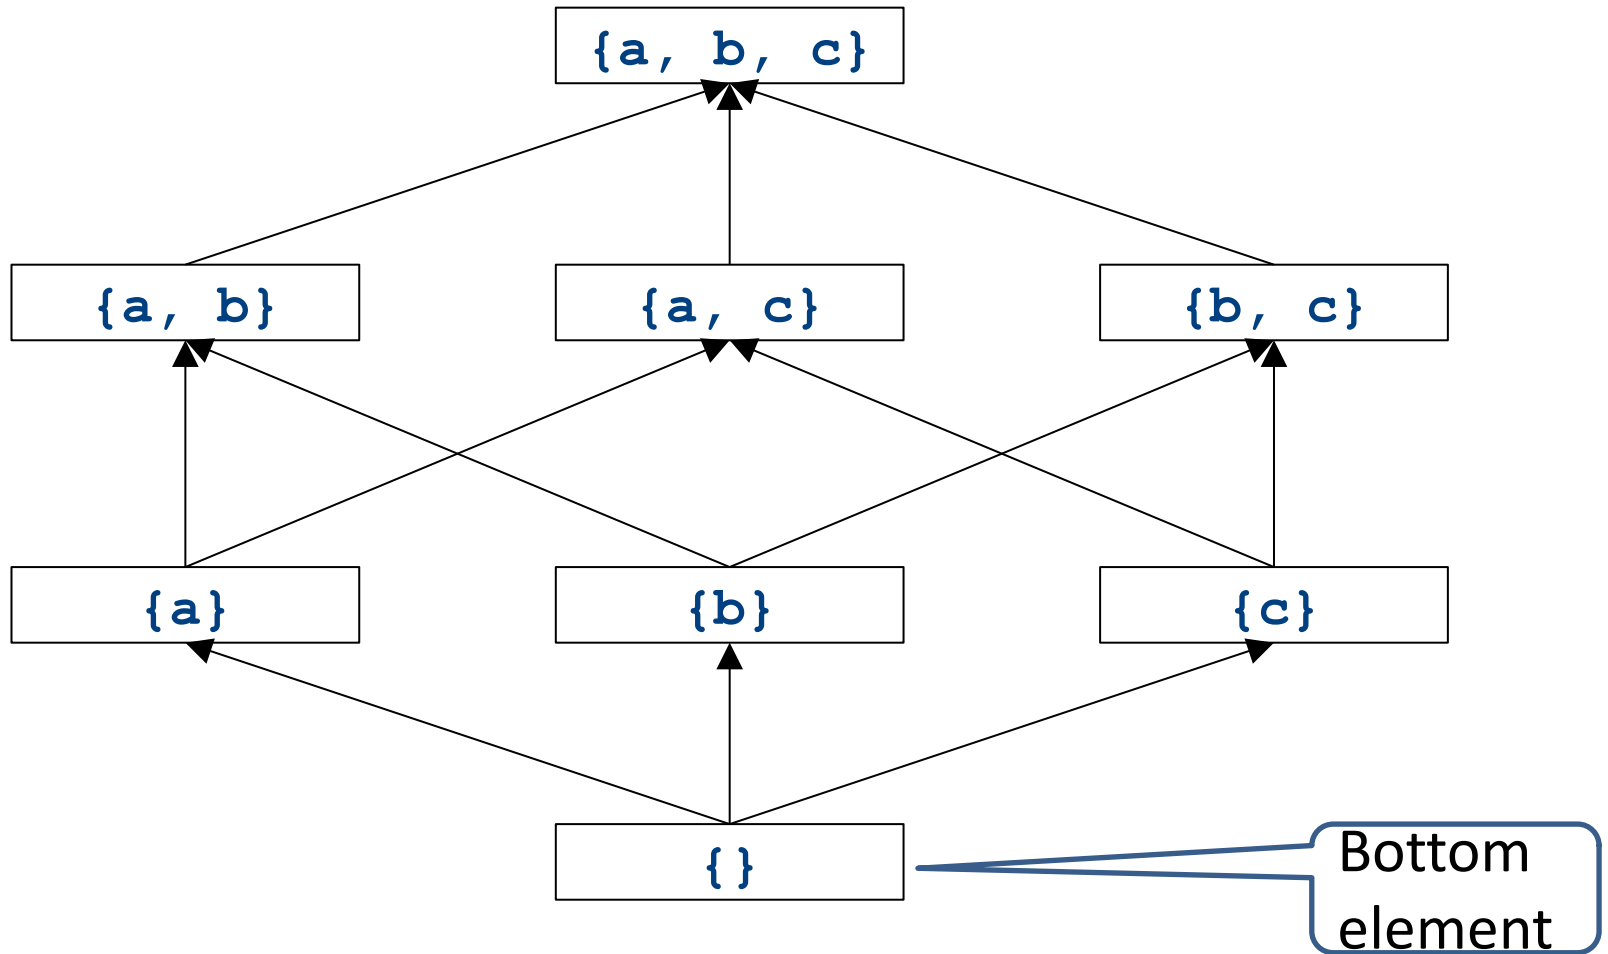 {a, b, c}
{a, b} {a, c} {b, c}
{a} {b} {c}
{}
Bottom
element